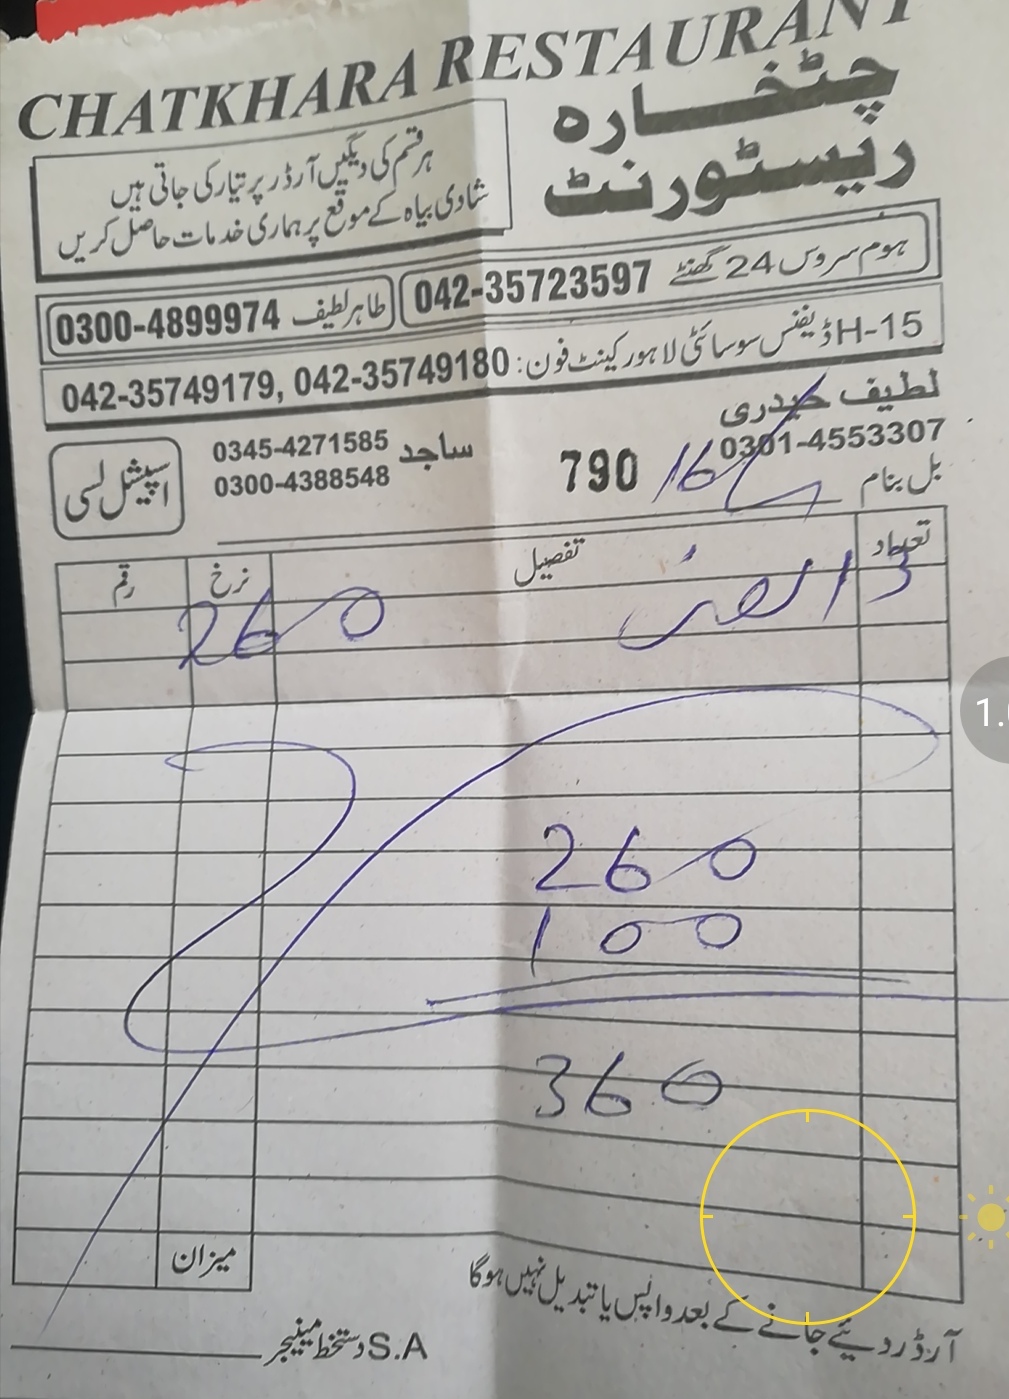 CHATKHARA RESTAURANT
چٹخارہ
ریسٹورنٹ
ہر قسم کی دیگیں آرڈر پر تیار کی جاتی ہیں
شادی بیاہ کے موقع پر ہماری خدمات حاصل کریں
ہوم سروس 24 گھنٹے 042-35723597
طاہر لطیف 0300-4899974
H-15 ڈیفنس سوسائٹی لاہور کینٹ فون: 042-35749179, 042-35749180
لطیف حیدری
0301-4553307
ساجد 0345-4271585
0300-4388548
اسپیشل لسی
790 16
بل بنام
تعداد تفصیل نرخ رقم
3 260
260
100
360
میزان
آرڈر دیئے جانے کے بعد واپس یا تبدیل نہیں ہوگا
S.A دستخط مینیجر
1.